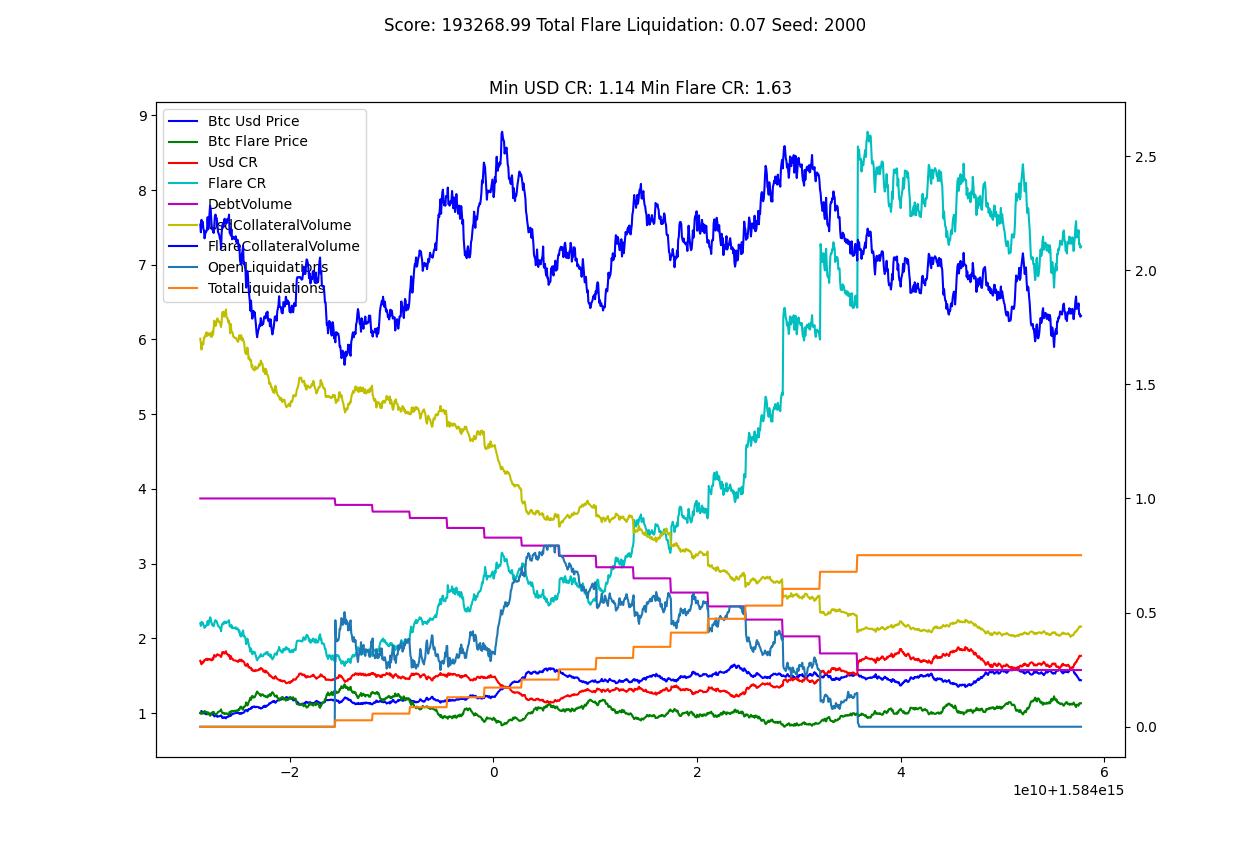 Score: 193268.99 Total Flare Liquidation: 0.07 Seed: 2000
Min USD CR: 1.14 Min Flare CR: 1.63
Btc Usd Price
Btc Flare Price
Usd CR
Flare CR
DebtVolume
UsdCollateralVolume
FlareCollateralVolume
OpenLiquidations
TotalLiquidations
9
8
7
6
5
4
3
2
1
2.5
2.0
1.5
1.0
0.5
0.0
−2
0
2
4
6
1e10+1.584e15